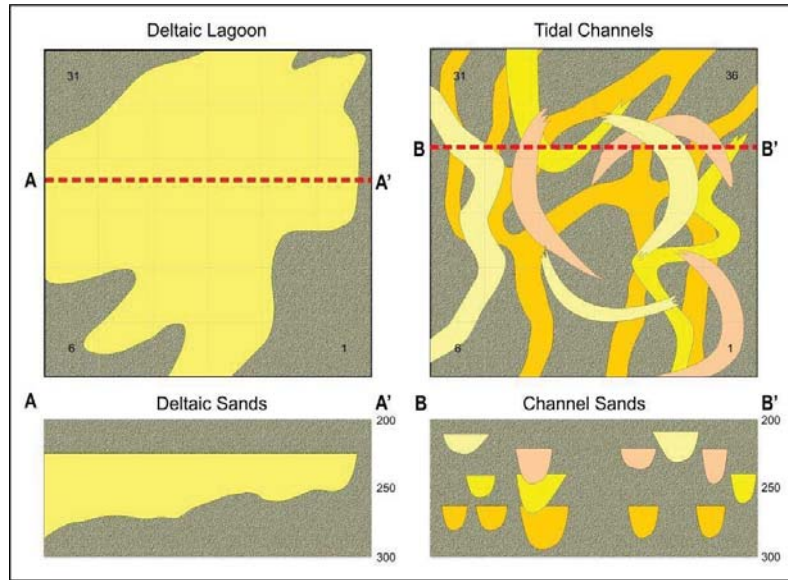 Deltaic Lagoon
Tidal Channels
31
31
36
A
A'
B
B'
6
1
6
1
A
Deltaic Sands
A'
B
Channel Sands
B'
200
200
250
250
300
300